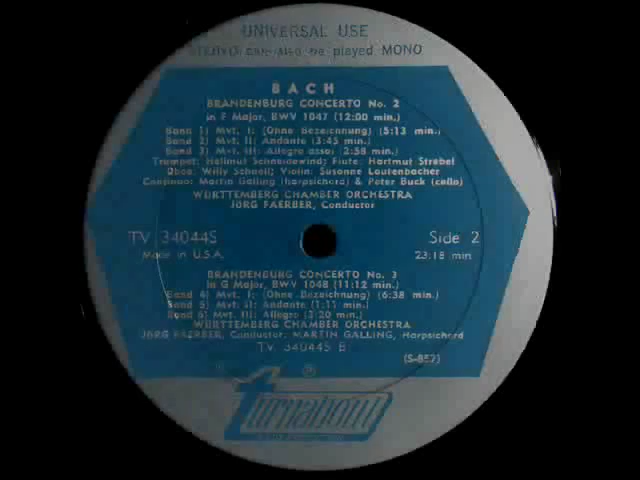 UNIVERSAL USE
STEREO can also be played MONO
BACH
BRANDENBURG CONCERTO No. 2
in F Major, BWV 1047 (12:00 min.)
Band 1) Mvt. I: (Ohne Bezeichnung) (5:13 min.)
Band 2) Mvt. II: Andante (3:45 min.)
Band 3) Mvt. III: Allegro assai (2:58 min.)
Trumpet: Hellmut Schneidewind; Flute: Hartmut Strebel
Oboe: Willy Schnell; Violin: Susanne Lautenbacher
Continuo: Martin Galling (harpsichord) & Peter Buck (cello)
WÜRTTEMBERG CHAMBER ORCHESTRA
JÖRG FAERBER, Conductor
TV 34044S Side 2
Made in U.S.A. 23:18 min
BRANDENBURG CONCERTO No. 3
in G Major, BWV 1048 (11:12 min.)
Band 4) Mvt. I: (Ohne Bezeichnung) (6:38 min.)
Band 5) Mvt. II: Andante (1:11 min.)
Band 6) Mvt. III: Allegro (3:20 min.)
WÜRTTEMBERG CHAMBER ORCHESTRA
JÖRG FAERBER, Conductor, MARTIN GALLING, Harpsichord
TV 34044S B
(S-857)
Turnabout